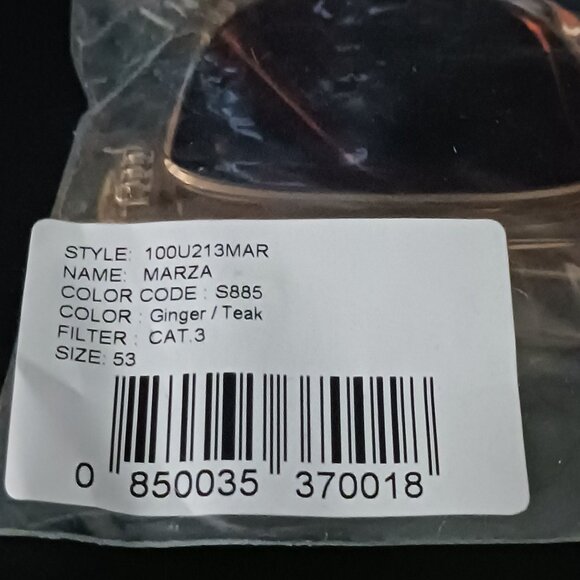 STYLE: 100U213MAR
NAME: MARZA
COLOR CODE : S885
COLOR : Ginger / Teak
FILTER : CAT.3
SIZE: 53
0 850035 370018